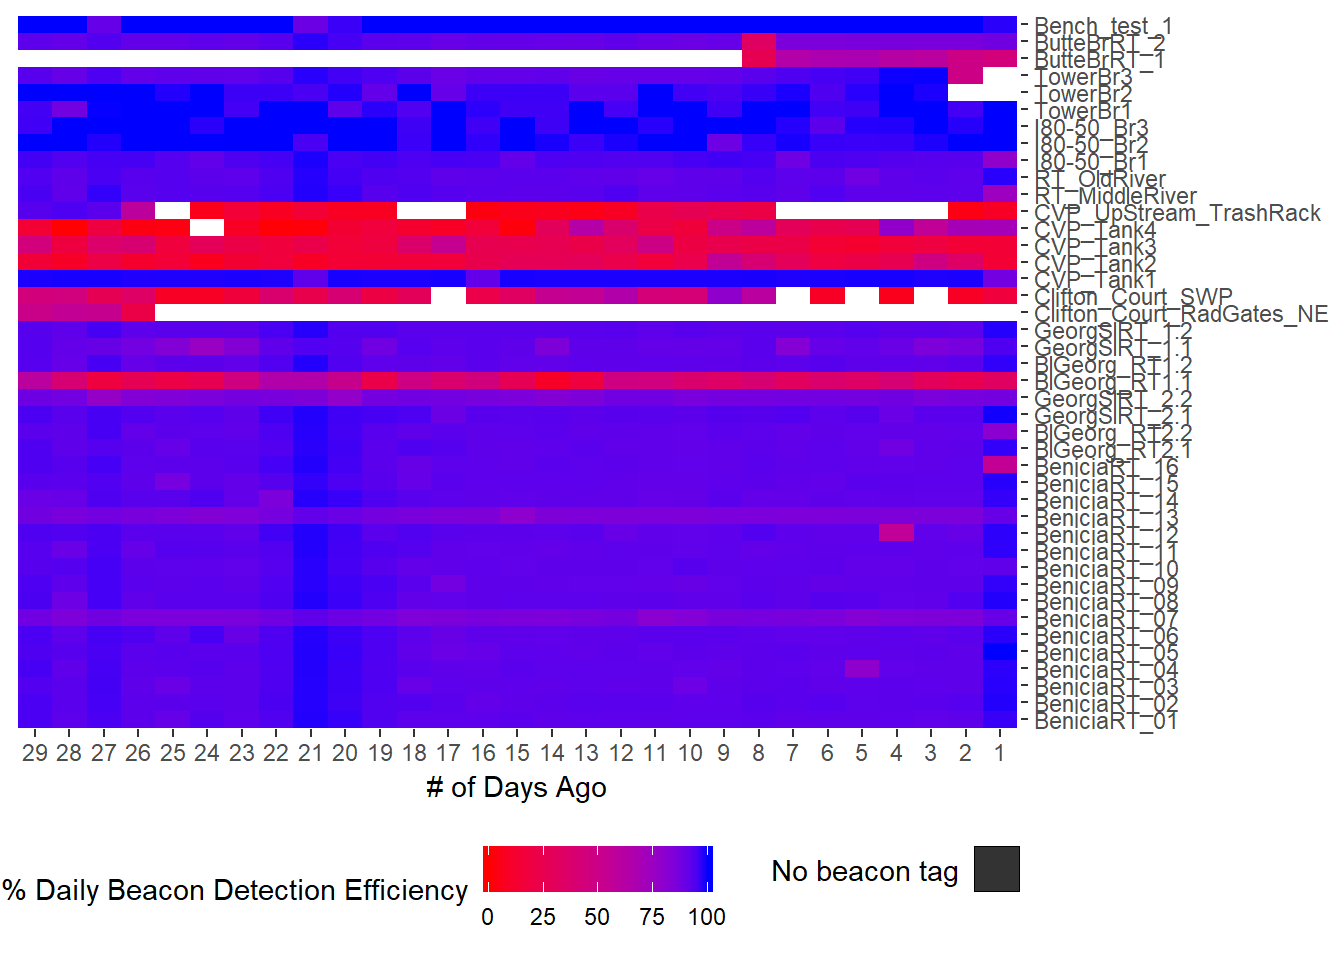 Bench_test_1
ButteBrRT_2
ButteBrRT_1
TowerBr3
TowerBr2
TowerBr1
I80-50_Br3
I80-50_Br2
I80-50_Br1
RT_OldRiver
RT_MiddleRiver
CVP_UpStream_TrashRack
CVP_Tank4
CVP_Tank3
CVP_Tank2
CVP_Tank1
Clifton_Court_SWP
Clifton_Court_RadGates_NE
GeorgSlRT_1.2
GeorgSlRT_1.1
BlGeorg_RT1.2
BlGeorg_RT1.1
GeorgSlRT_2.2
GeorgSlRT_2.1
BlGeorg_RT2.2
BlGeorg_RT2.1
BeniciaRT_16
BeniciaRT_15
BeniciaRT_14
BeniciaRT_13
BeniciaRT_12
BeniciaRT_11
BeniciaRT_10
BeniciaRT_09
BeniciaRT_08
BeniciaRT_07
BeniciaRT_06
BeniciaRT_05
BeniciaRT_04
BeniciaRT_03
BeniciaRT_02
BeniciaRT_01
29 28 27 26 25 24 23 22 21 20 19 18 17 16 15 14 13 12 11 10 9 8 7 6 5 4 3 2 1
# of Days Ago
% Daily Beacon Detection Efficiency
0 25 50 75 100
No beacon tag